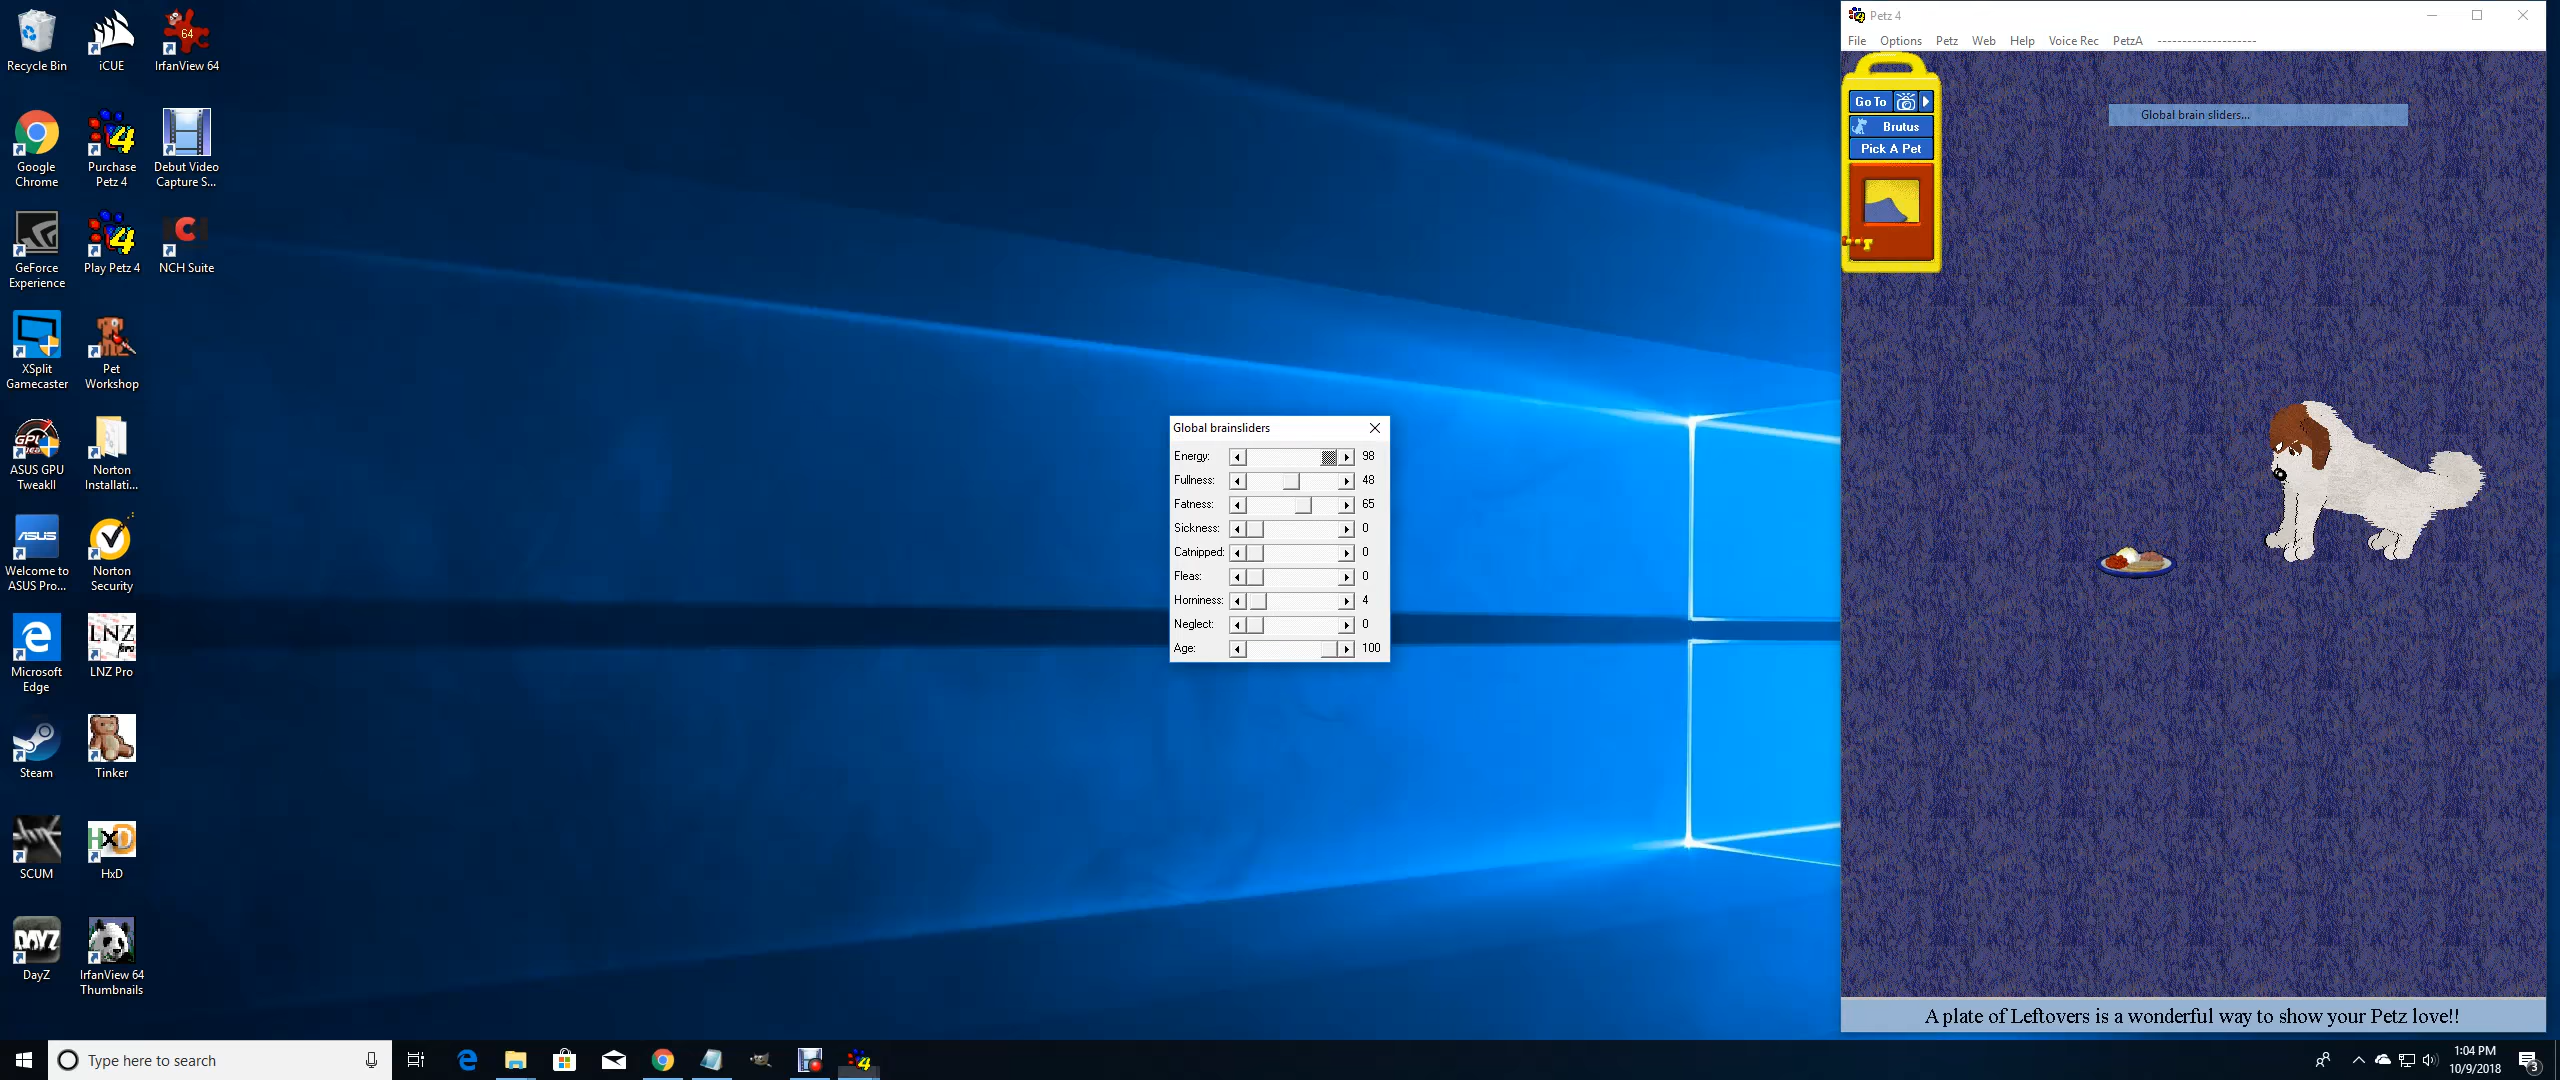 Recycle Bin
iCUE
IrfanView 64
64
Google
Chrome
Purchase
Petz 4
Debut Video
Capture S...
GeForce
Experience
Play Petz 4
NCH Suite
XSplit
Gamecaster
Pet
Workshop
ASUS GPU
TweakII
Norton
Installati...
Welcome to
ASUS Pro...
Norton
Security
Microsoft
Edge
LNZ Pro
Steam
Tinker
SCUM
HxD
DayZ
IrfanView 64
Thumbnails
Global brainsliders
Energy: 98
Fullness: 48
Fatness: 65
Sickness: 0
Catnipped: 0
Fleas: 0
Horniness: 4
Neglect: 0
Age: 100
Petz 4
File Options Petz Web Help Voice Rec PetzA --------------------
Go To
Brutus
Pick A Pet
Global brain sliders...
A plate of Leftovers is a wonderful way to show your Petz love!!
Type here to search
1:04 PM
10/9/2018
3